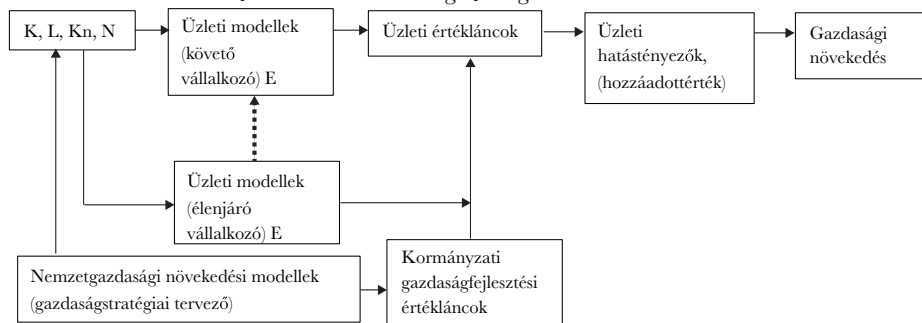 K, L, Kn, N
Üzleti modellek
(követő
vállalkozó) E
Üzleti értékláncok
Üzleti
hatástényezők,
(hozzáadottérték)
Gazdasági
növekedés
Üzleti modellek
(élenjáró
vállalkozó) E
Nemzetgazdasági növekedési modellek
(gazdaságstratégiai tervező)
Kormányzati
gazdaságfejlesztési
értékláncok